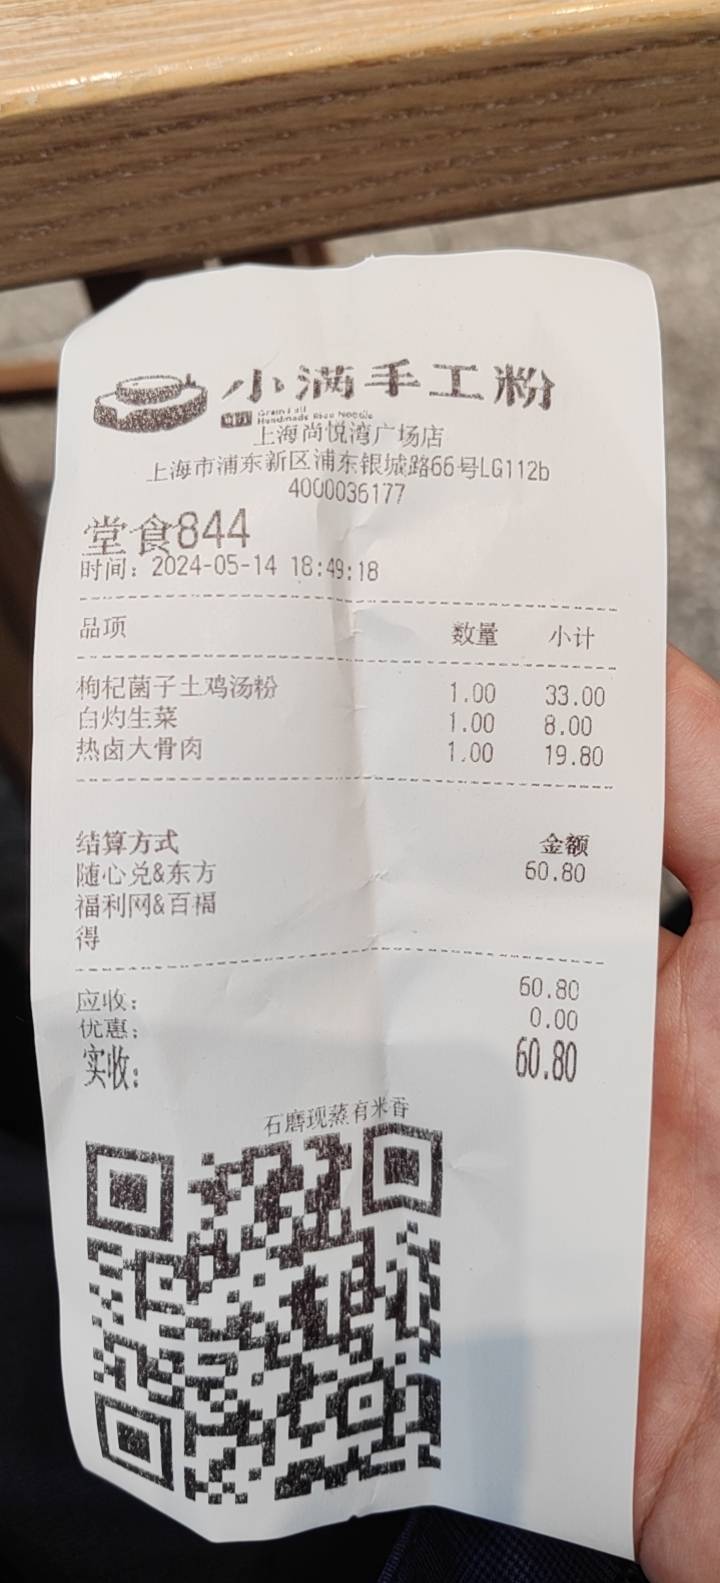 小满手工粉
Grain Full
Handmade Rice Noodle
上海尚悦湾广场店
上海市浦东新区浦东银城路66号LG112b
4000036177
堂食844
时间：2024-05-14 18:49:18
品项 数量 小计
枸杞菌子土鸡汤粉 1.00 33.00
白灼生菜 1.00 8.00
热卤大骨肉 1.00 19.80
结算方式 金额
随心兑&东方 60.80
福利网&百福
得
应收： 60.80
优惠： 0.00
实收： 60.80
石磨现蒸有米香